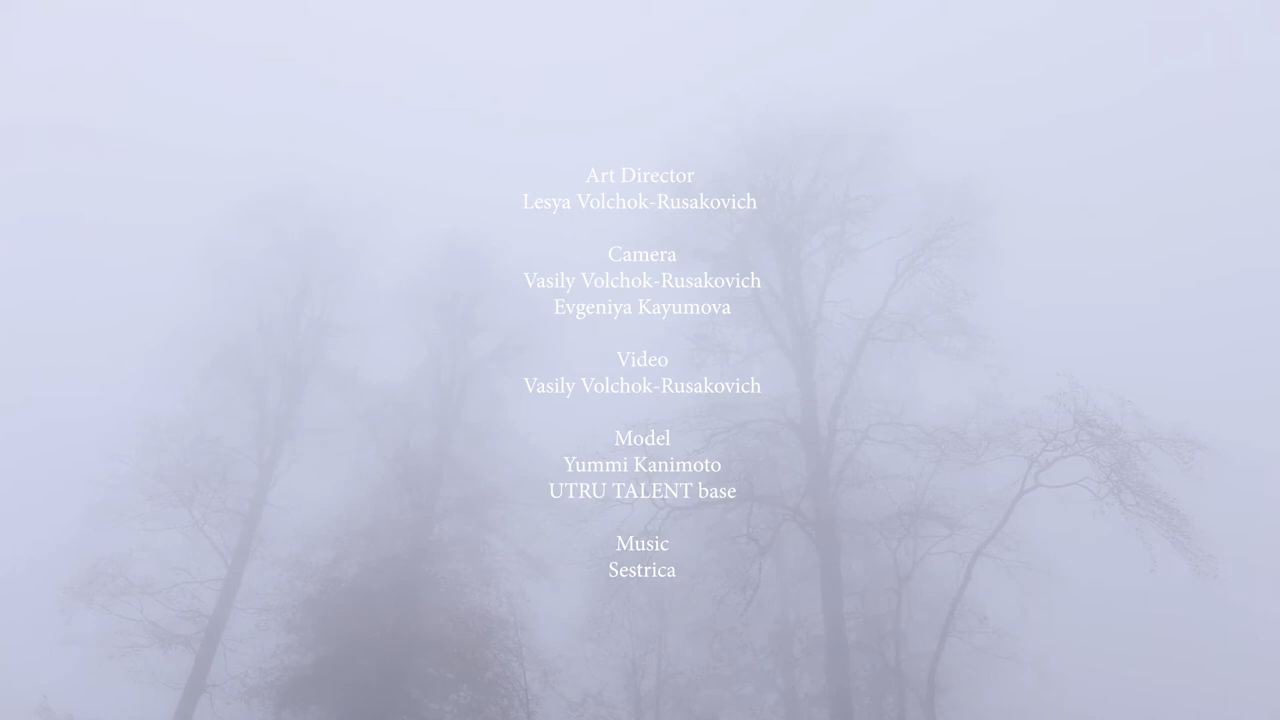 Art Director
Lesya Volchok-Rusakovich
Camera
Vasily Volchok-Rusakovich
Evgeniya Kayumova
Video
Vasily Volchok-Rusakovich
Model
Yummi Kanimoto
UTRU TALENT base
Music
Sestrica